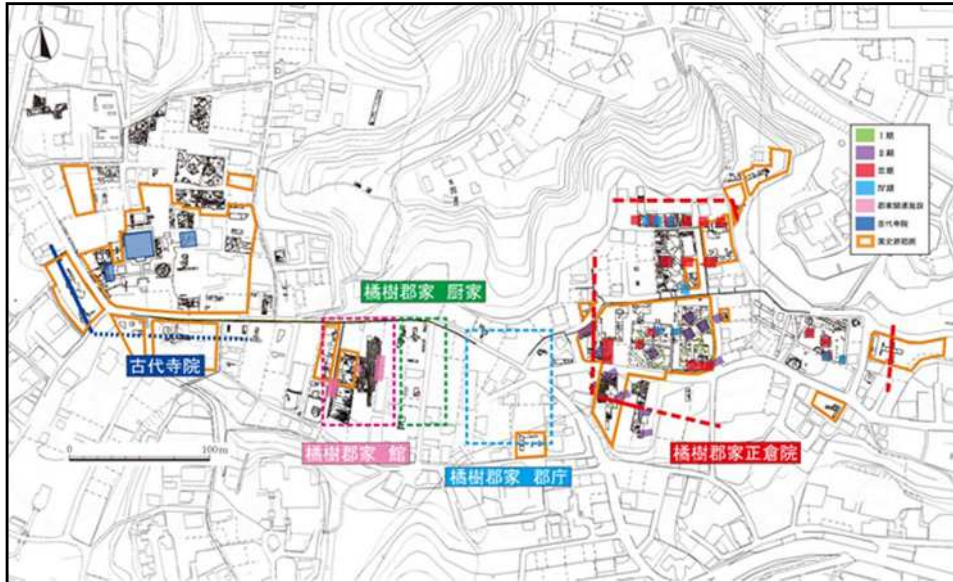 Ⅰ期
Ⅱ期
Ⅲ期
Ⅳ期
郡家関連施設
古代寺院
国史跡範囲
橘樹郡家 厨家
古代寺院
橘樹郡家 館
橘樹郡家正倉院
橘樹郡家 郡庁
0
100m